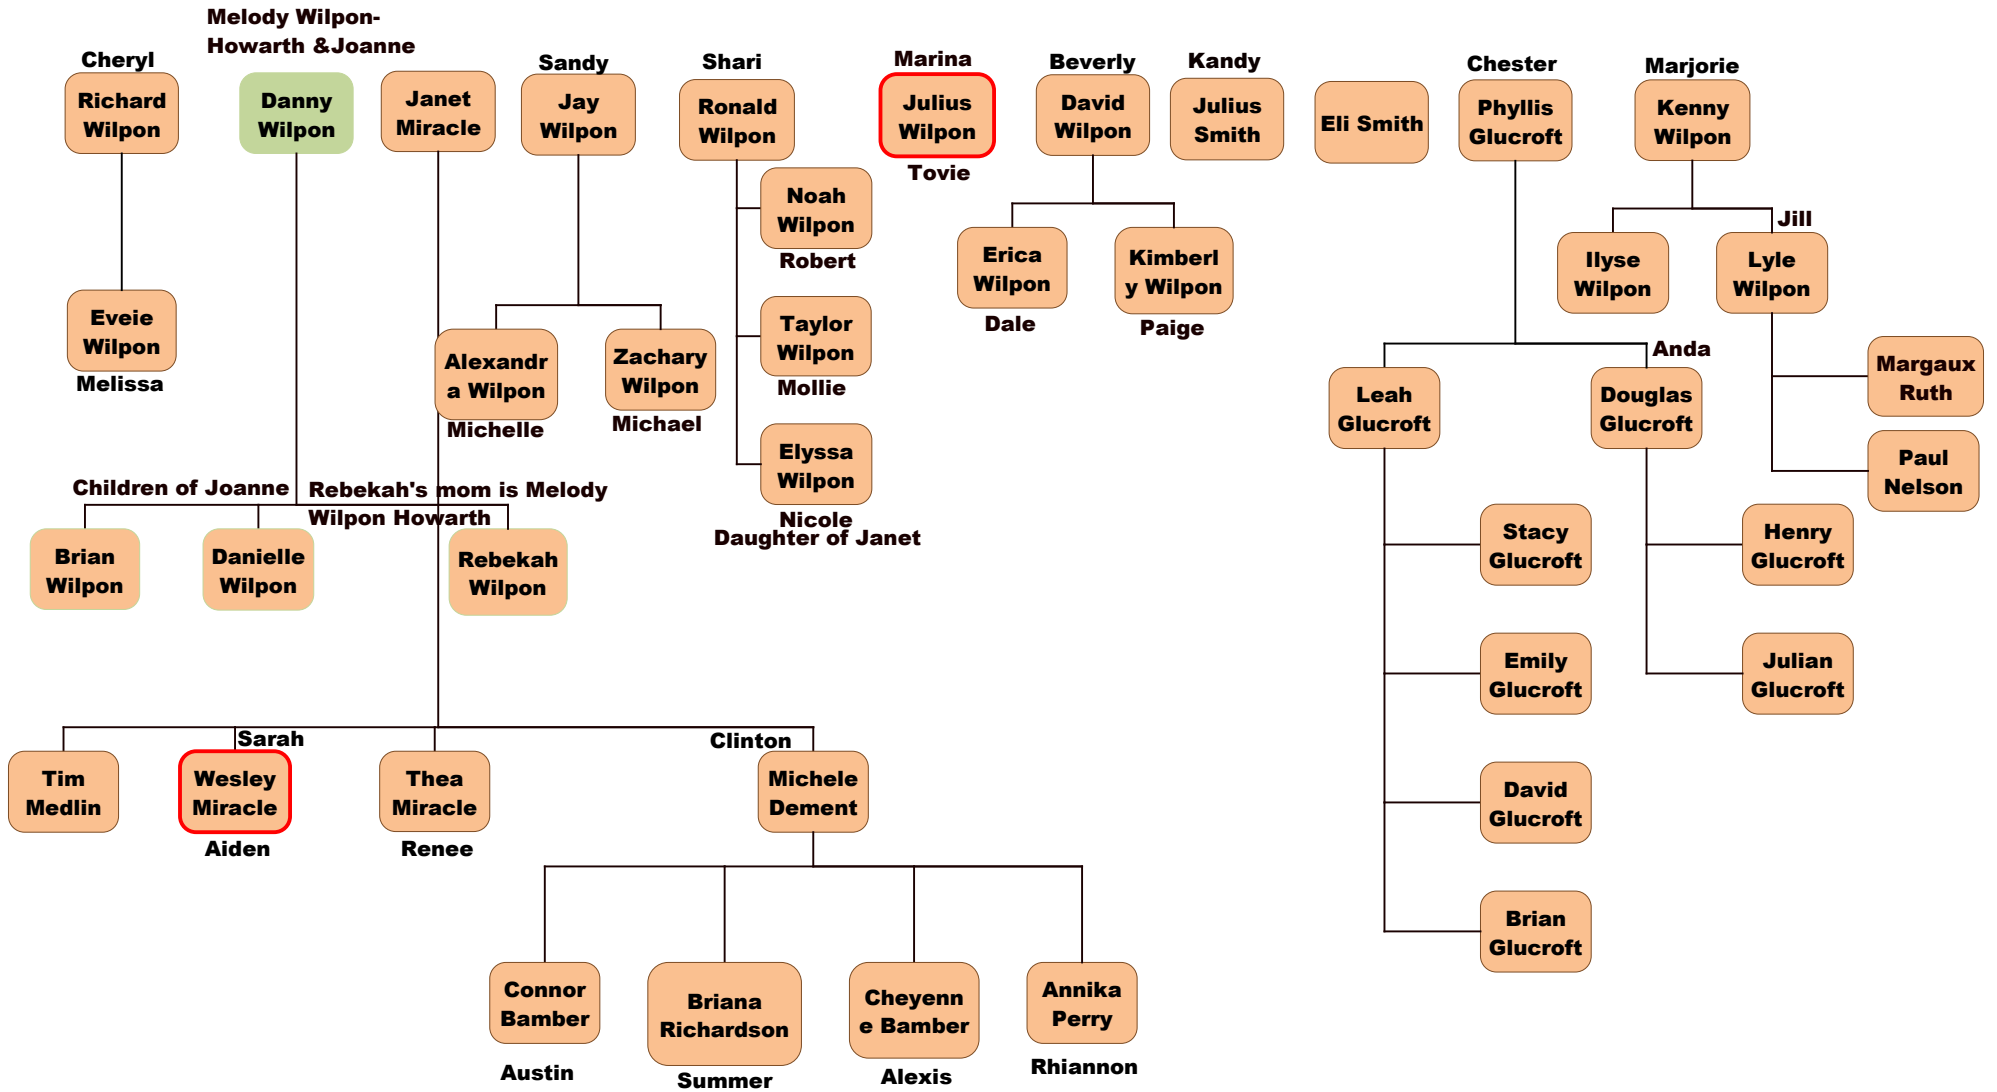 Melody Wilpon-
Howarth &Joanne
Cheryl
Sandy
Shari
Marina
Beverly
Kandy
Chester
Marjorie
Richard
Wilpon
Danny
Wilpon
Janet
Miracle
Jay
Wilpon
Ronald
Wilpon
Julius
Wilpon
David
Wilpon
Julius
Smith
Eli Smith
Phyllis
Glucroft
Kenny
Wilpon
Tovie
Noah
Wilpon
Robert
Jill
Erica
Wilpon
Dale
Kimberl
y Wilpon
Paige
Ilyse
Wilpon
Lyle
Wilpon
Eveie
Wilpon
Melissa
Alexandr
a Wilpon
Michelle
Zachary
Wilpon
Michael
Taylor
Wilpon
Mollie
Anda
Leah
Glucroft
Douglas
Glucroft
Margaux
Ruth
Paul
Nelson
Elyssa
Wilpon
Nicole
Daughter of Janet
Children of Joanne
Rebekah's mom is Melody
Wilpon Howarth
Brian
Wilpon
Danielle
Wilpon
Rebekah
Wilpon
Stacy
Glucroft
Henry
Glucroft
Emily
Glucroft
Julian
Glucroft
Sarah
Clinton
Tim
Medlin
Wesley
Miracle
Aiden
Thea
Miracle
Renee
Michele
Dement
David
Glucroft
Brian
Glucroft
Connor
Bamber
Austin
Briana
Richardson
Summer
Cheyenn
e Bamber
Alexis
Annika
Perry
Rhiannon